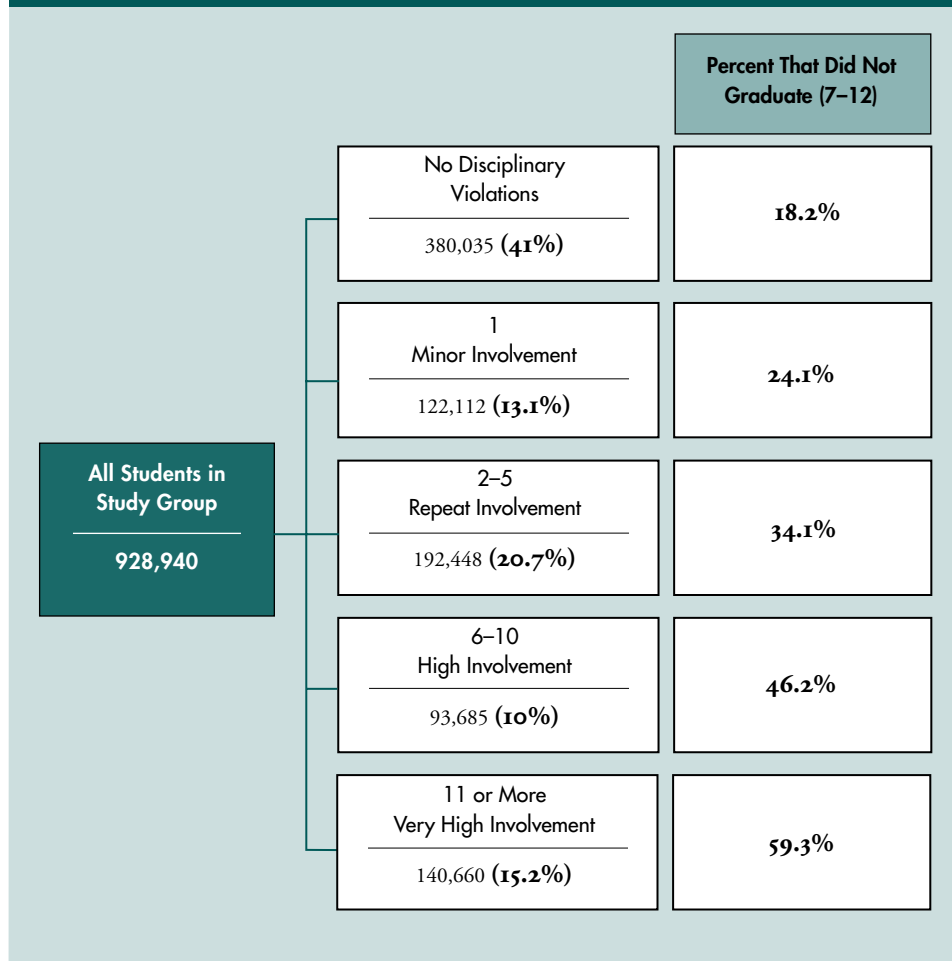 Percent That Did Not
Graduate (7–12)
No Disciplinary
Violations
380,035 (41%)
18.2%
1
Minor Involvement
122,112 (13.1%)
24.1%
All Students in
Study Group
928,940
2–5
Repeat Involvement
192,448 (20.7%)
34.1%
6–10
High Involvement
93,685 (10%)
46.2%
11 or More
Very High Involvement
140,660 (15.2%)
59.3%